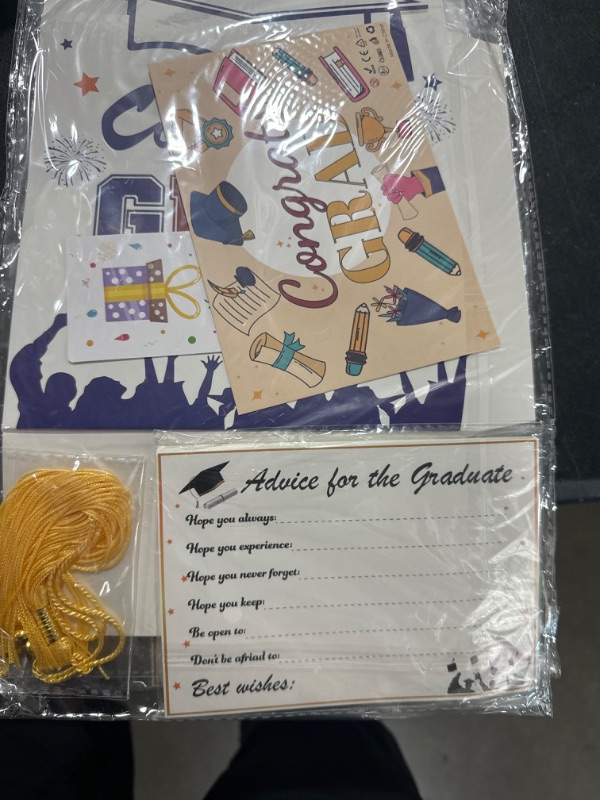 Congrats
GRAD
Advice for the Graduate
Hope you always:
Hope you experience:
Hope you never forget:
Hope you keep:
Be open to:
Don't be afriad to:
Best wishes: